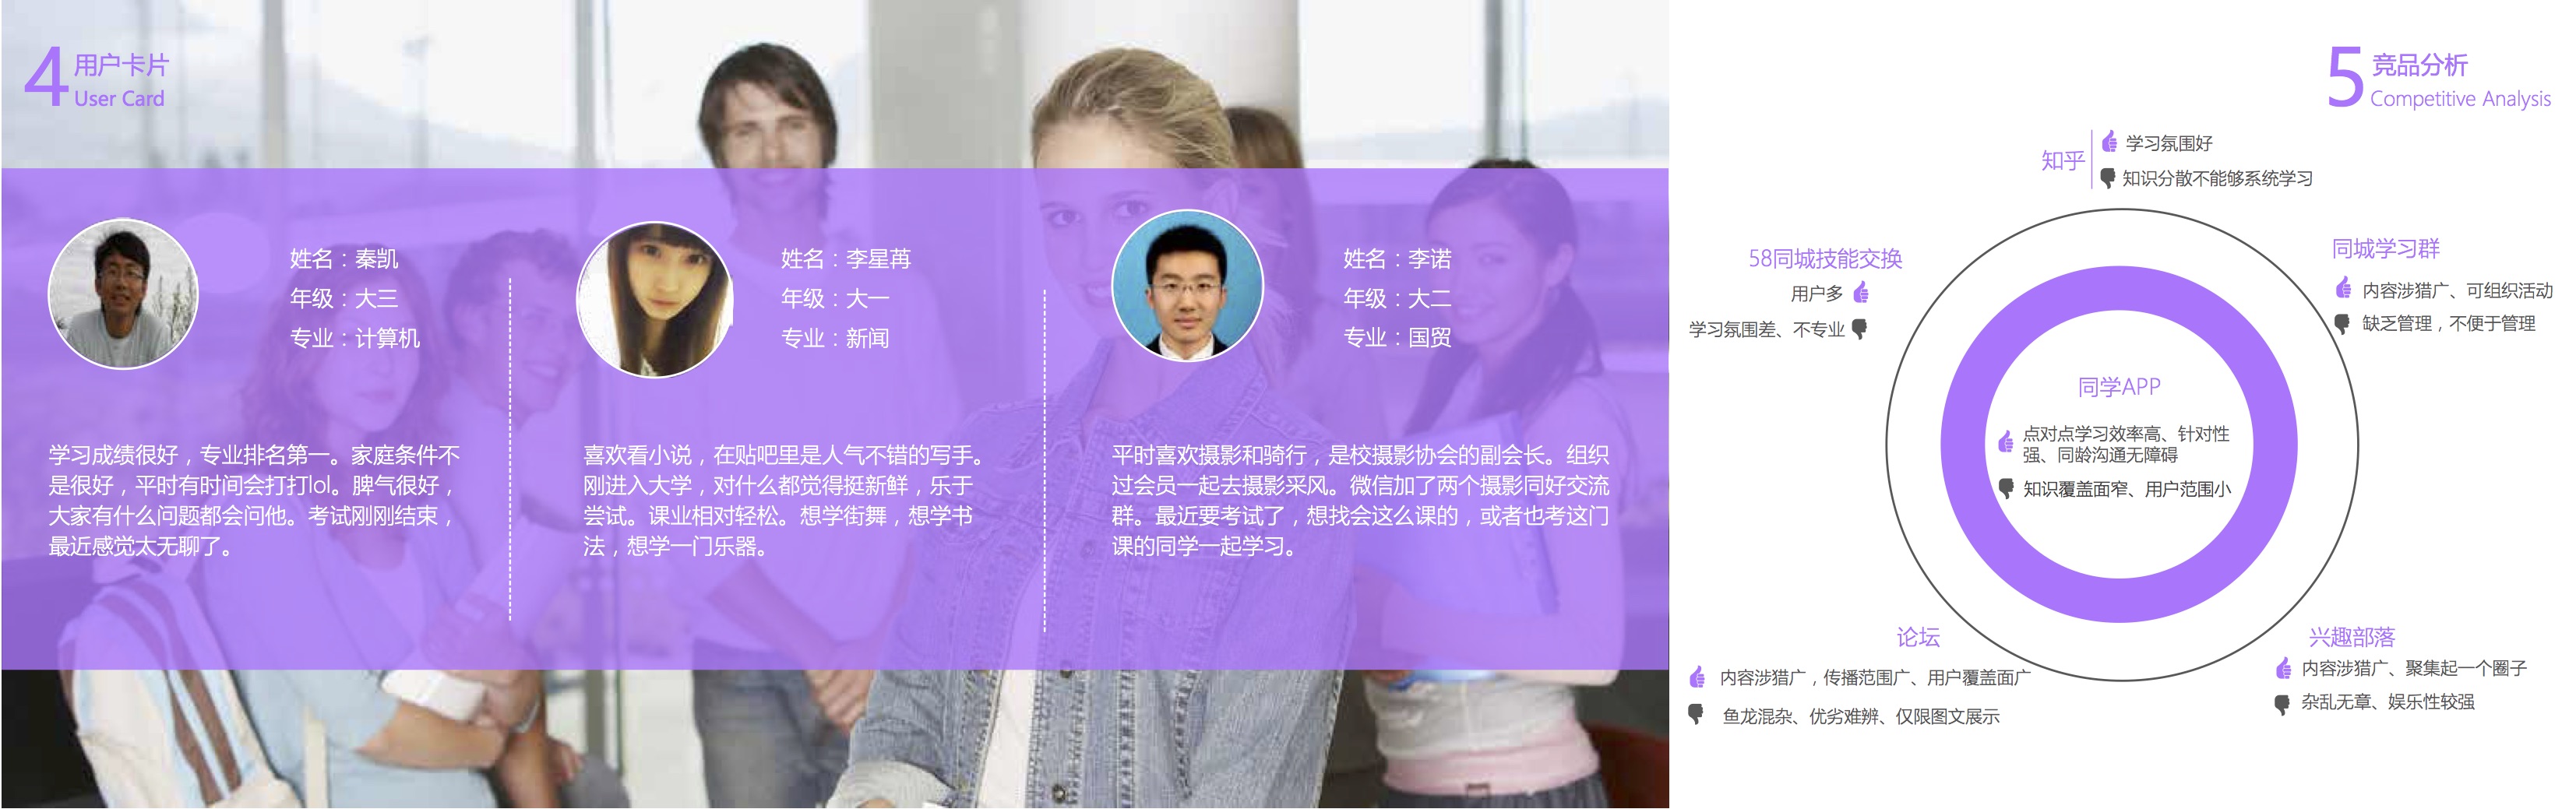 4
用户卡片
User Card
姓名：秦凯
年级：大三
专业：计算机
学习成绩很好，专业排名第一。家庭条件不
是很好，平时有时间会打打lol。脾气很好，
大家有什么问题都会问他。考试刚刚结束，
最近感觉太无聊了。
姓名：李星苒
年级：大一
专业：新闻
喜欢看小说，在贴吧里是人气不错的写手。
刚进入大学，对什么都觉得挺新鲜，乐于
尝试。课业相对轻松。想学街舞，想学书
法，想学一门乐器。
姓名：李诺
年级：大二
专业：国贸
平时喜欢摄影和骑行，是校摄影协会的副会长。组织
过会员一起去摄影采风。微信加了两个摄影同好交流
群。最近要考试了，想找会这么课的，或者也考这门
课的同学一起学习。
5
竞品分析
Competitive Analysis
知乎
学习氛围好
知识分散不能够系统学习
58同城技能交换
用户多
学习氛围差、不专业
同城学习群
内容涉猎广、可组织活动
缺乏管理，不便于管理
同学APP
点对点学习效率高、针对性
强、同龄沟通无障碍
知识覆盖面窄、用户范围小
论坛
内容涉猎广，传播范围广、用户覆盖面广
鱼龙混杂、优劣难辨、仅限图文展示
兴趣部落
内容涉猎广、聚集起一个圈子
杂乱无章、娱乐性较强